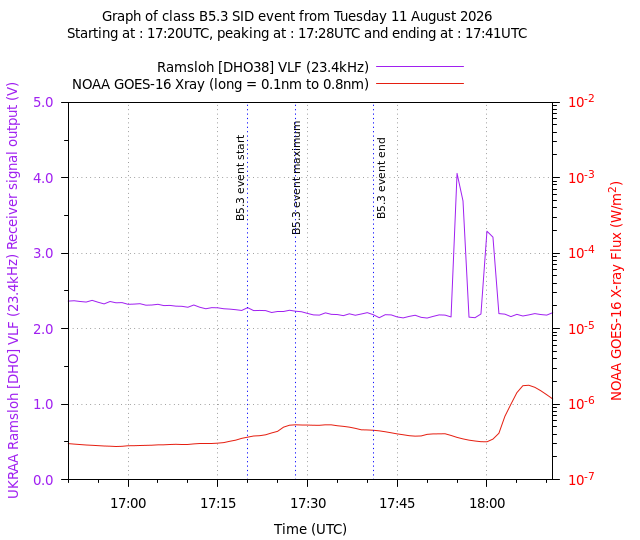 Graph of class B5.3 SID event from Tuesday 11 August 2026
Starting at : 17:20UTC, peaking at : 17:28UTC and ending at : 17:41UTC
Ramsloh [DHO38] VLF (23.4kHz)
NOAA GOES-16 Xray (long = 0.1nm to 0.8nm)
UKRAA Ramsloh [DHO] VLF (23.4kHz) Receiver signal output (V)
5.0
4.0
3.0
2.0
1.0
0.0
B5.3 event start
B5.3 event maximum
B5.3 event end
10-2
10-3
10-4
10-5
10-6
10-7
NOAA GOES-16 X-ray Flux (W/m2)
17:00
17:15
17:30
17:45
18:00
Time (UTC)